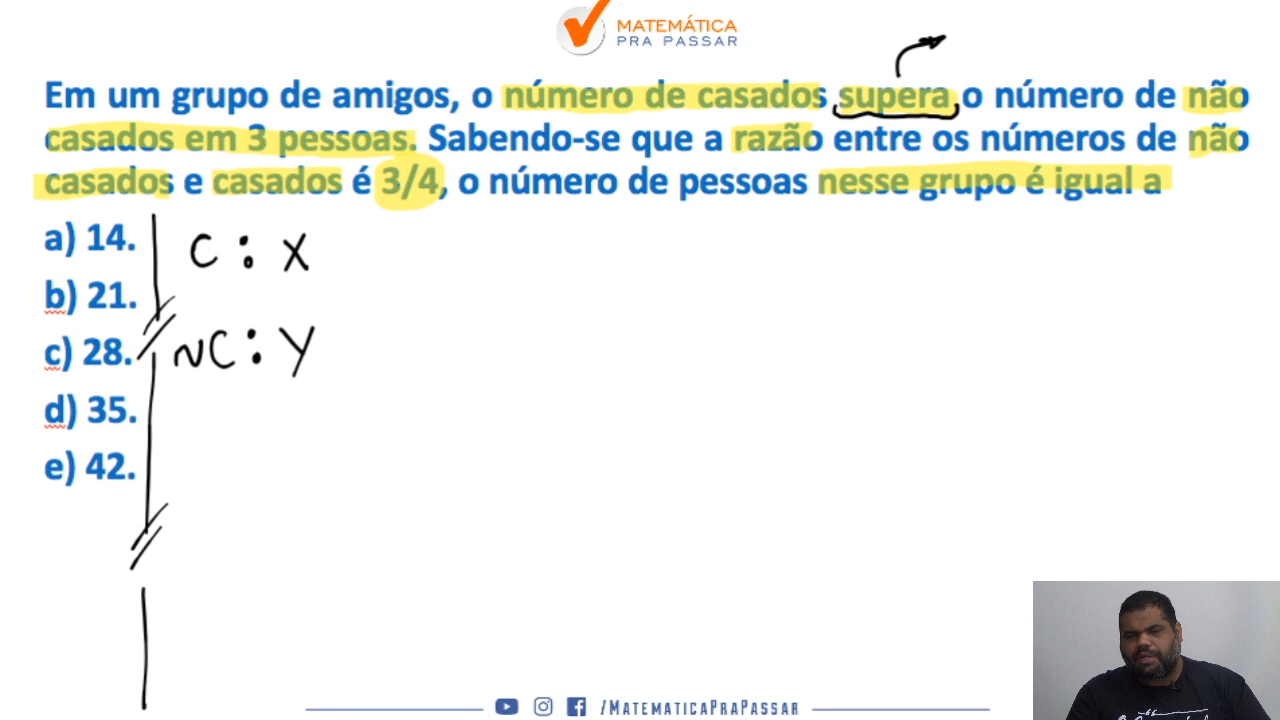 MATEMÁTICA
PRA PASSAR
Em um grupo de amigos, o número de casados supera o número de não
casados em 3 pessoas. Sabendo-se que a razão entre os números de não
casados e casados é 3/4, o número de pessoas nesse grupo é igual a
a) 14.
b) 21.
c) 28.
d) 35.
e) 42.
C : X
NC : Y
/MATEMATICAPRAPASSAR